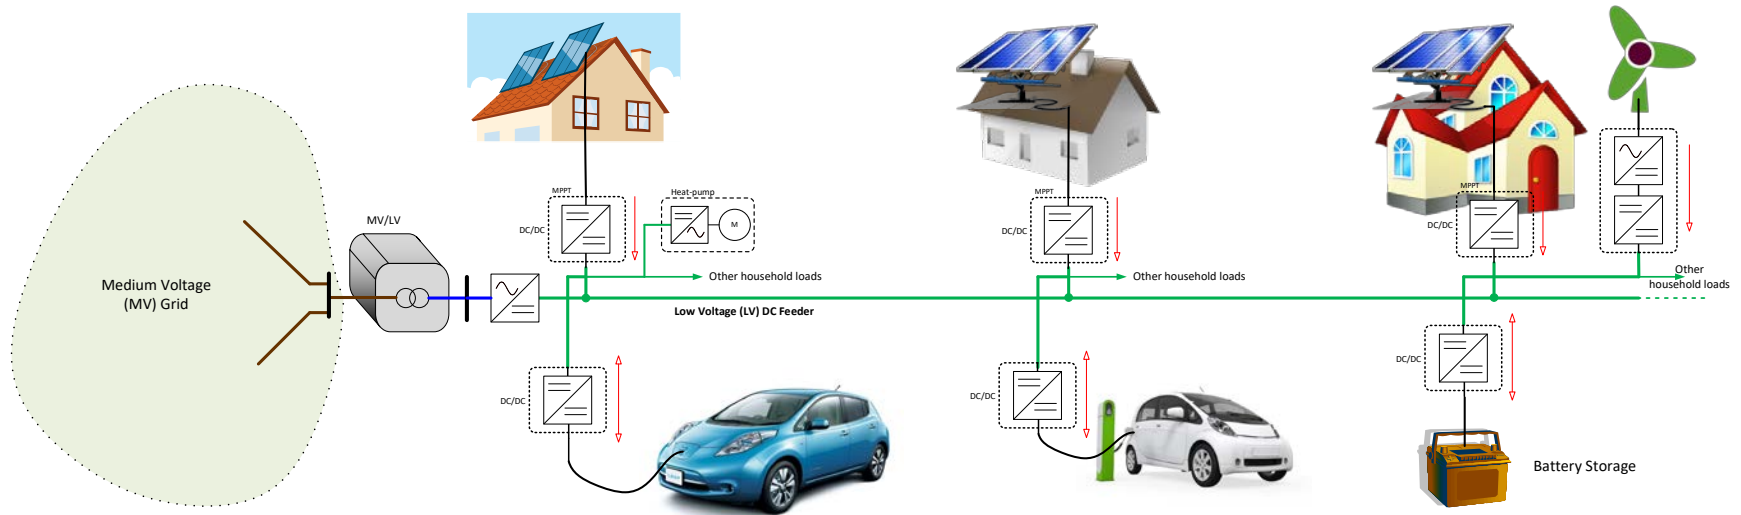 Medium Voltage
(MV) Grid
MV/LV
MPPT
DC/DC
Heat-pump
M
Other household loads
Low Voltage (LV) DC Feeder
DC/DC
MPPT
DC/DC
Other household loads
DC/DC
MPPT
DC/DC
Other
household loads
DC/DC
Battery Storage